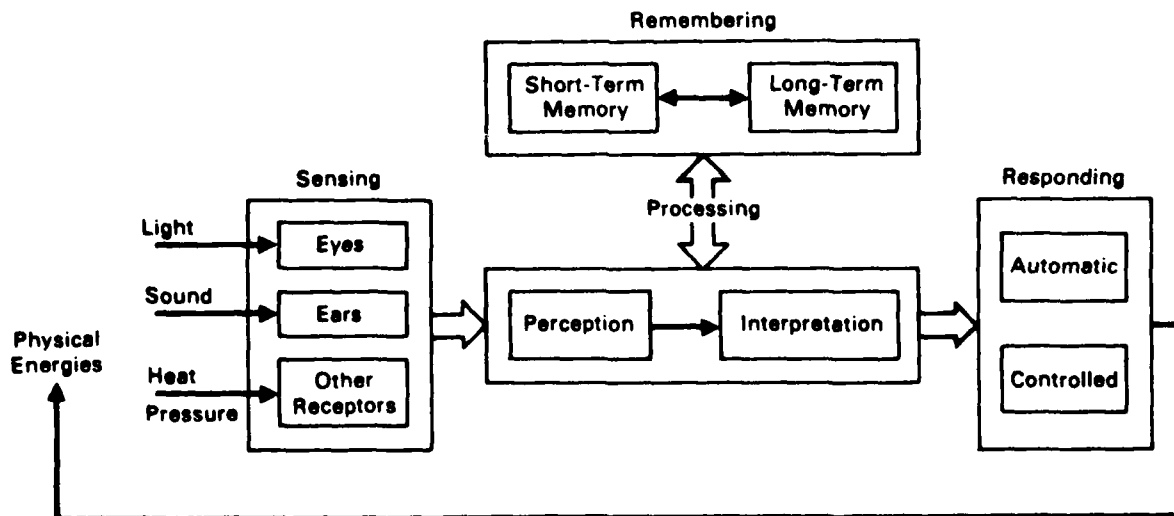 Remembering
Short-Term
Memory
Long-Term
Memory
Sensing
Processing
Responding
Light
Eyes
Automatic
Sound
Ears
Perception
Interpretation
Physical
Energies
Heat
Pressure
Other
Receptors
Controlled